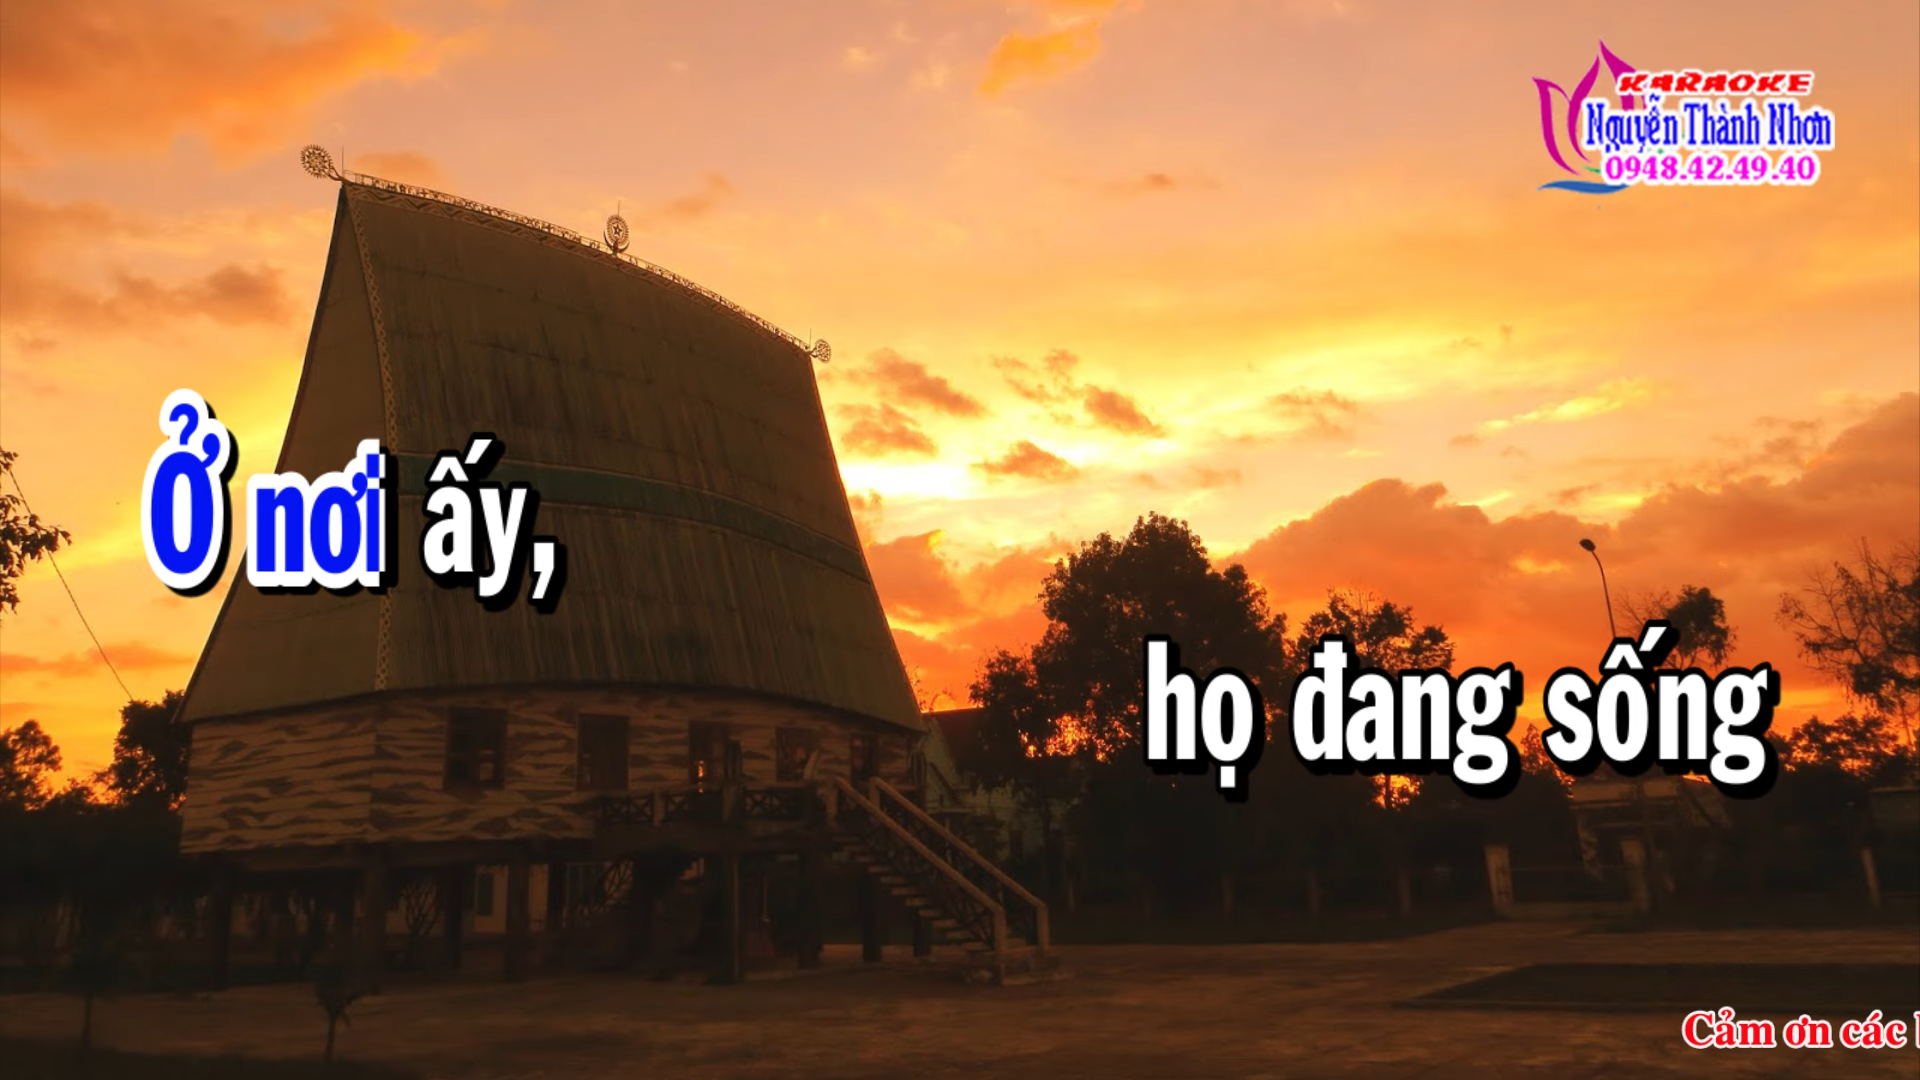 KARAOKE
Nguyễn Thành Nhơn
0948.42.49.40
Ở nơi ấy,
họ đang sống
Cảm ơn các